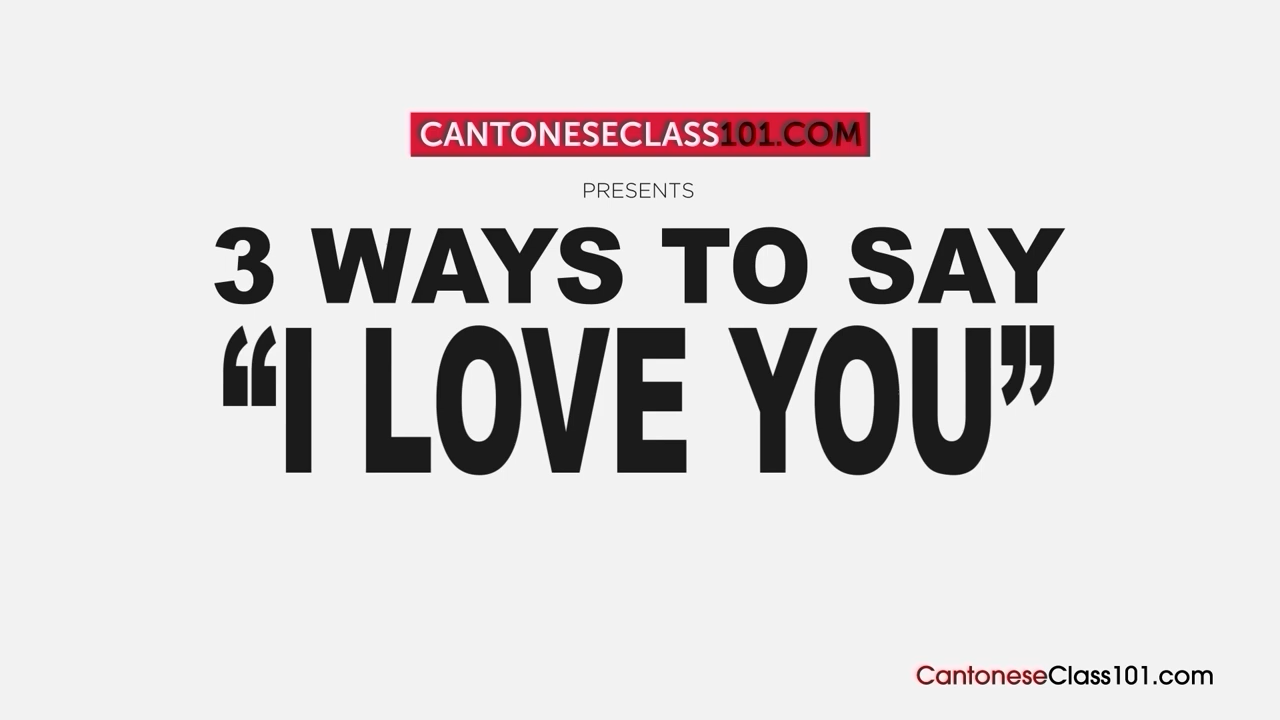 CANTONESECLASS101.COM
PRESENTS
3 WAYS TO SAY
“I LOVE YOU”
CantoneseClass101.com